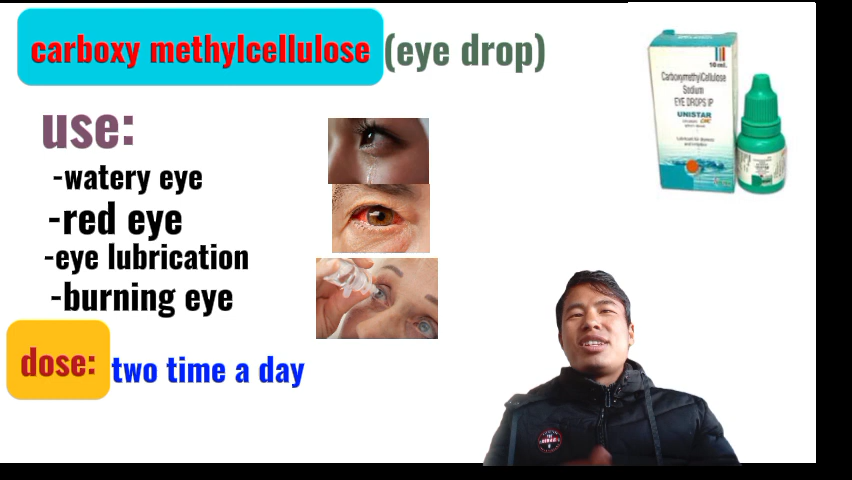 carboxy methylcellulose (eye drop)
use:
-watery eye
-red eye
-eye lubrication
-burning eye
dose: two time a day
10 ml.
CarboxymethylCellulose
Sodium
EYE DROPS IP
UNISTAR